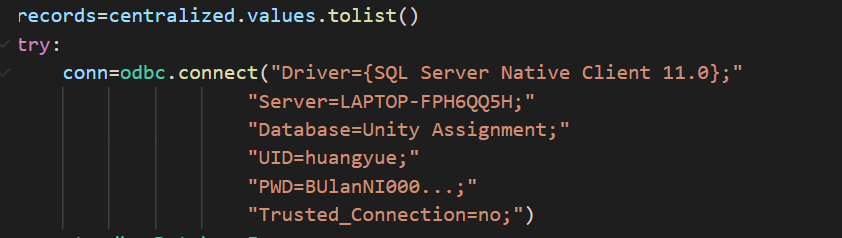 records=centralized.values.tolist()
try:
conn=odbc.connect("Driver={SQL Server Native Client 11.0};"
"Server=LAPTOP-FPH6QQ5H;"
"Database=Unity Assignment;"
"UID=huangyue;"
"PWD=BUlanNI000...;"
"Trusted_Connection=no;")